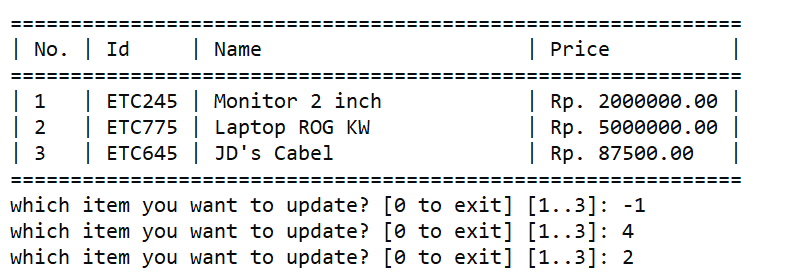 =============================================================
| No. | Id     | Name                      | Price          |
=============================================================
| 1   | ETC245 | Monitor 2 inch            | Rp. 2000000.00 |
| 2   | ETC775 | Laptop ROG KW             | Rp. 5000000.00 |
| 3   | ETC645 | JD's Cabel                | Rp. 87500.00   |
=============================================================
which item you want to update? [0 to exit] [1..3]: -1
which item you want to update? [0 to exit] [1..3]: 4
which item you want to update? [0 to exit] [1..3]: 2